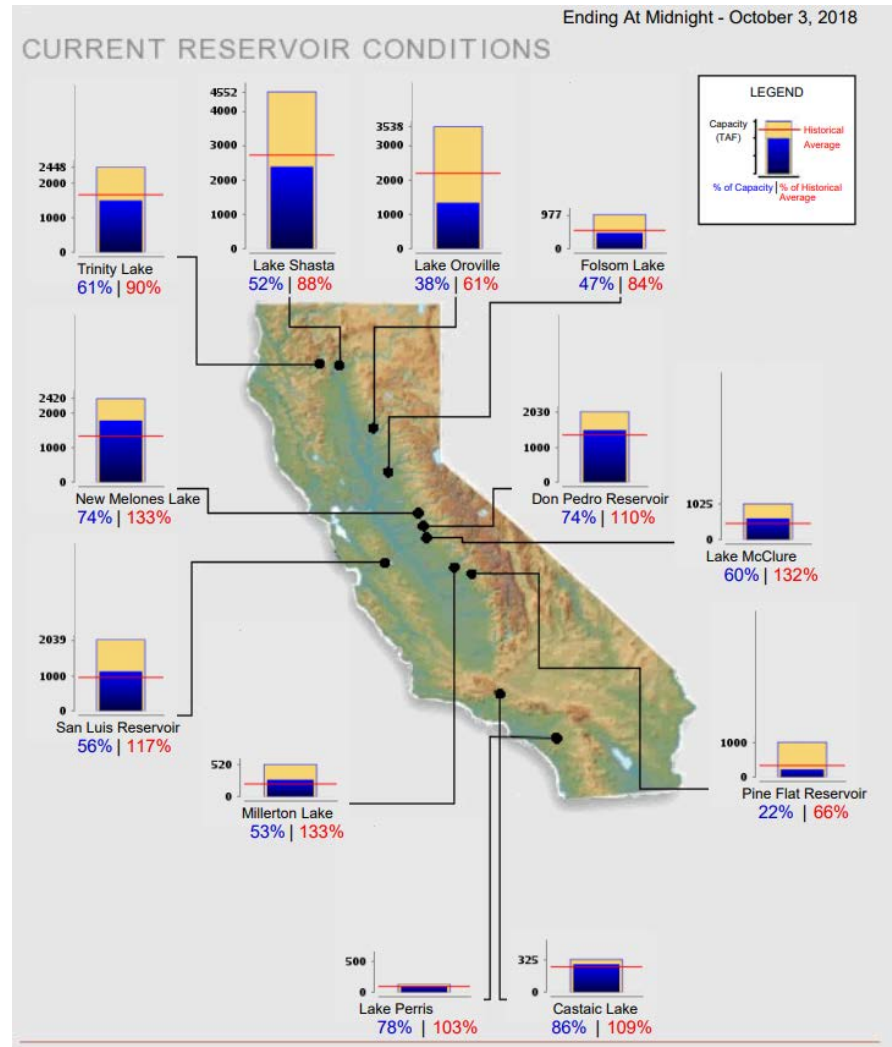 Ending At Midnight - October 3, 2018
CURRENT RESERVOIR CONDITIONS
LEGEND
Capacity
(TAF)
Historical
Average
% of Capacity | % of Historical
Average
2448
2000
1000
0
Trinity Lake
61% | 90%
4552
4000
3000
2000
1000
0
Lake Shasta
52% | 88%
3538
3000
2000
1000
0
Lake Oroville
38% | 61%
977
0
Folsom Lake
47% | 84%
2420
2000
1000
0
New Melones Lake
74% | 133%
2030
1000
0
Don Pedro Reservoir
74% | 110%
1025
0
Lake McClure
60% | 132%
2039
1000
0
San Luis Reservoir
56% | 117%
520
0
Millerton Lake
53% | 133%
1000
0
Pine Flat Reservoir
22% | 66%
500
0
Lake Perris
78% | 103%
325
0
Castaic Lake
86% | 109%